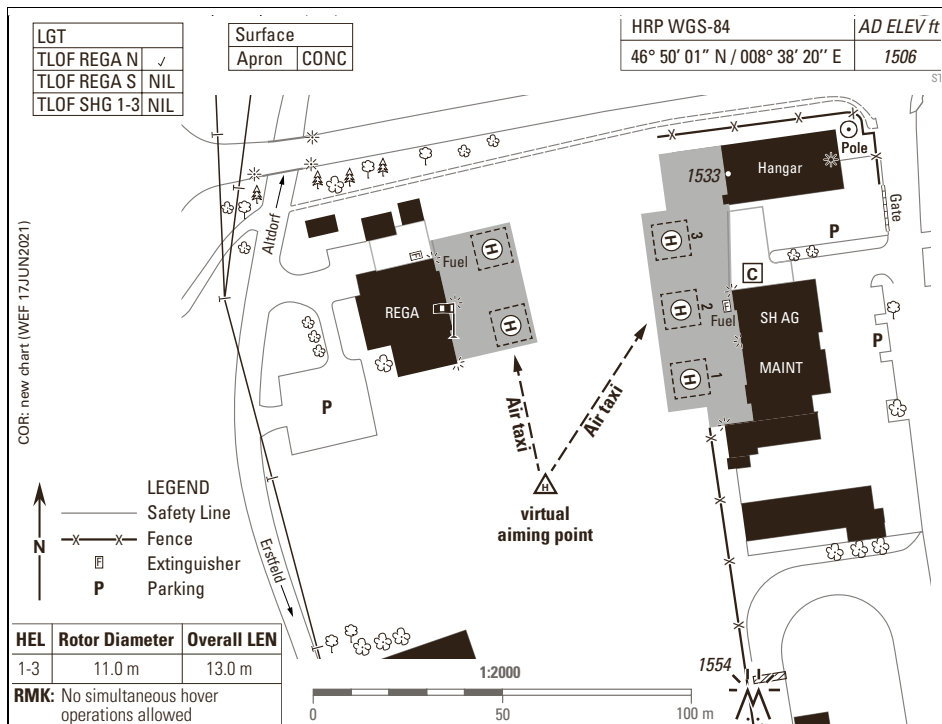 LGT
TLOF REGA N ✓
TLOF REGA S NIL
TLOF SHG 1-3 NIL
Surface
Apron CONC
HRP WGS-84 AD ELEV ft
46° 50' 01" N / 008° 38' 20'' E 1506
ST
COR: new chart (WEF 17JUN2021)
Altdorf
Erstfeld
REGA
Fuel
F
H
H
P
1533
Hangar
Pole
Gate
P
C
3
H
2
H
1
H
F
Fuel
SH AG
MAINT
P
Air taxi
Air taxi
H
virtual
aiming point
N
LEGEND
Safety Line
Fence
F Extinguisher
P Parking
HEL Rotor Diameter Overall LEN
1-3 11.0 m 13.0 m
RMK: No simultaneous hover
operations allowed
1:2000
0 50 100 m
1554